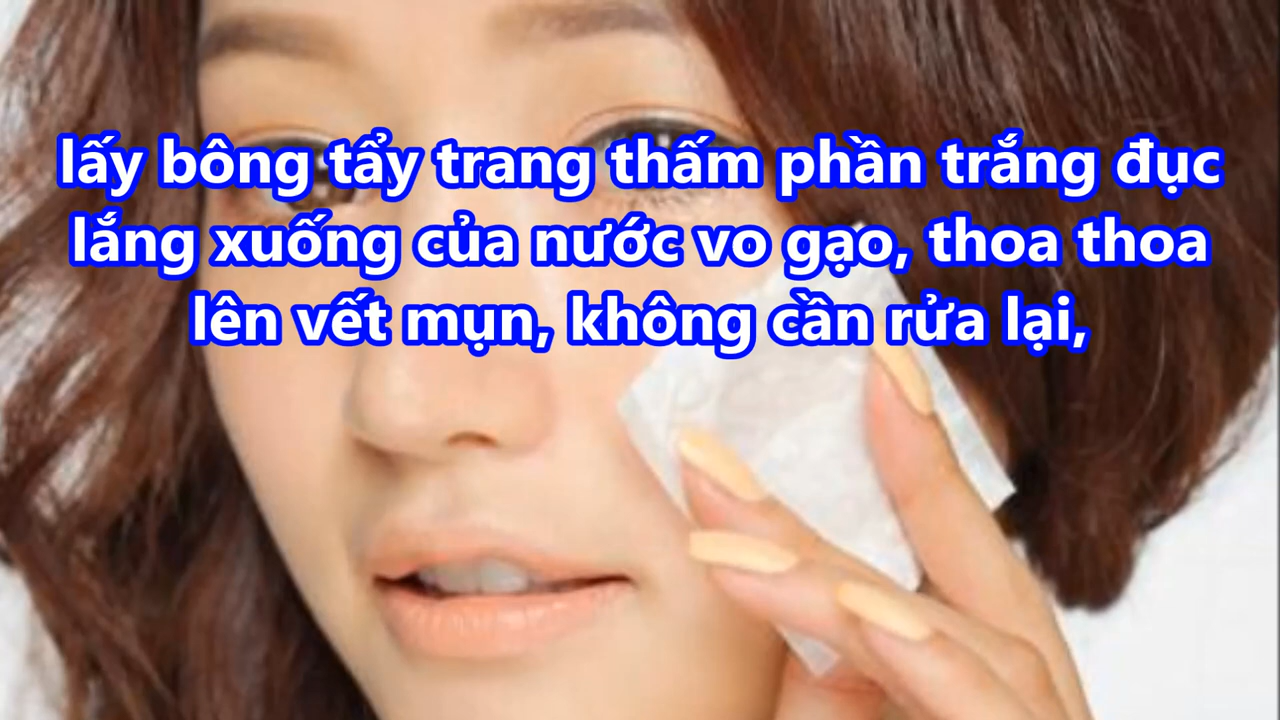 lấy bông tẩy trang thấm phần trắng đục
lắng xuống của nước vo gạo, thoa thoa
lên vết mụn, không cần rửa lại,